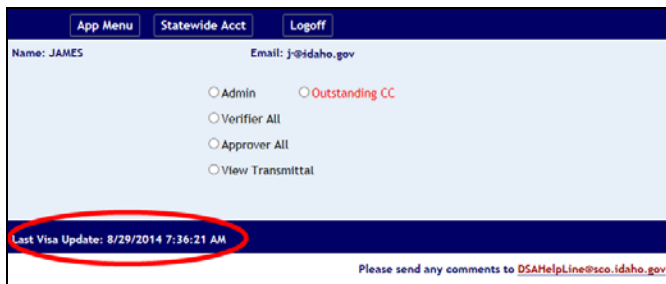 App Menu Statewide Acct Logoff
Name: JAMES Email: j-@idaho.gov
Admin Outstanding CC
Verifier All
Approver All
View Transmittal
Last Visa Update: 8/29/2014 7:36:21 AM
Please send any comments to DSAHelpLine@sco.idaho.gov